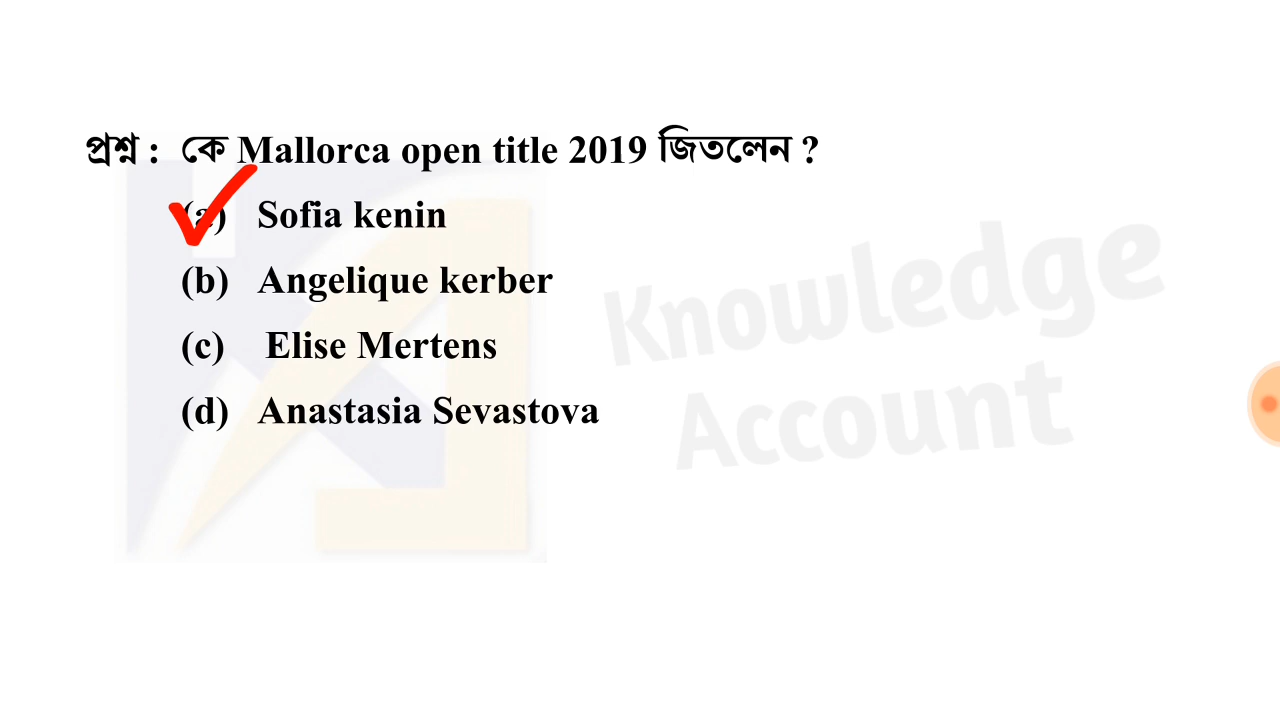 প্রশ্ন : কে Mallorca open title 2019 জিতলেন ?
(a) Sofia kenin
(b) Angelique kerber
(c) Elise Mertens
(d) Anastasia Sevastova
Knowledge
Account